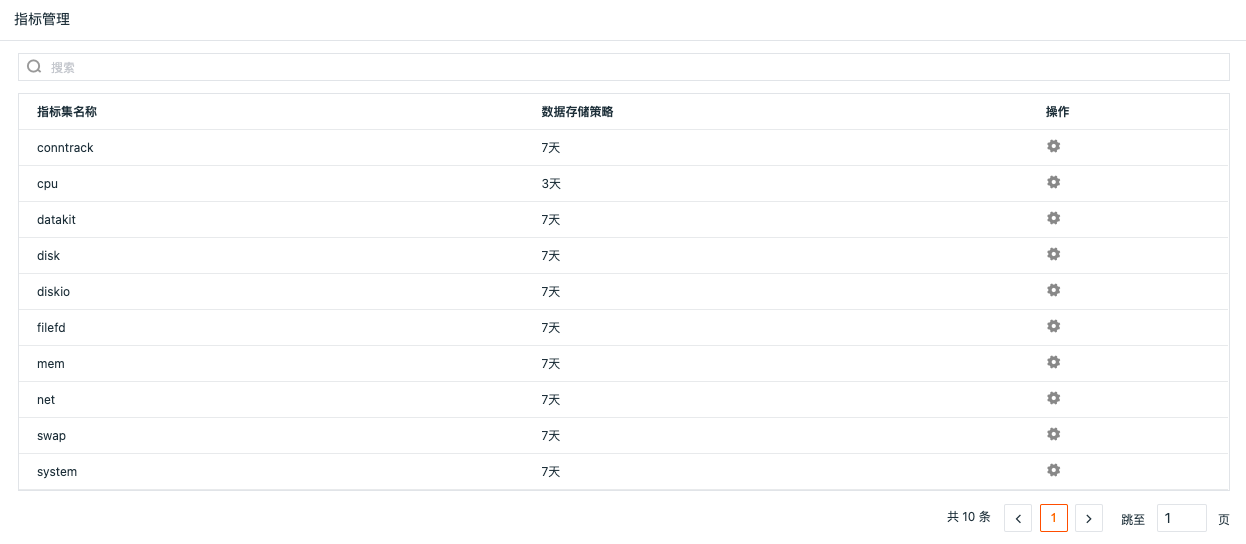 指标管理
搜索
指标集名称 数据存储策略 操作
conntrack 7天
cpu 3天
datakit 7天
disk 7天
diskio 7天
filefd 7天
mem 7天
net 7天
swap 7天
system 7天
共 10 条 1 跳至 1 页